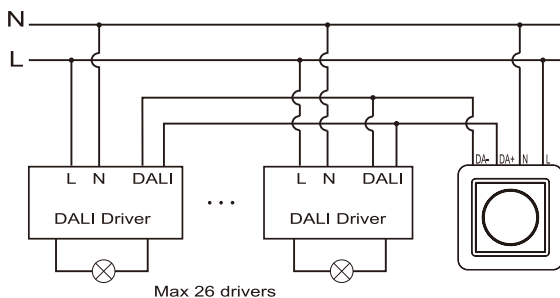 N
L
DA- DA+ N L
L N DALI
L N DALI
DALI Driver
...
DALI Driver
Max 26 drivers